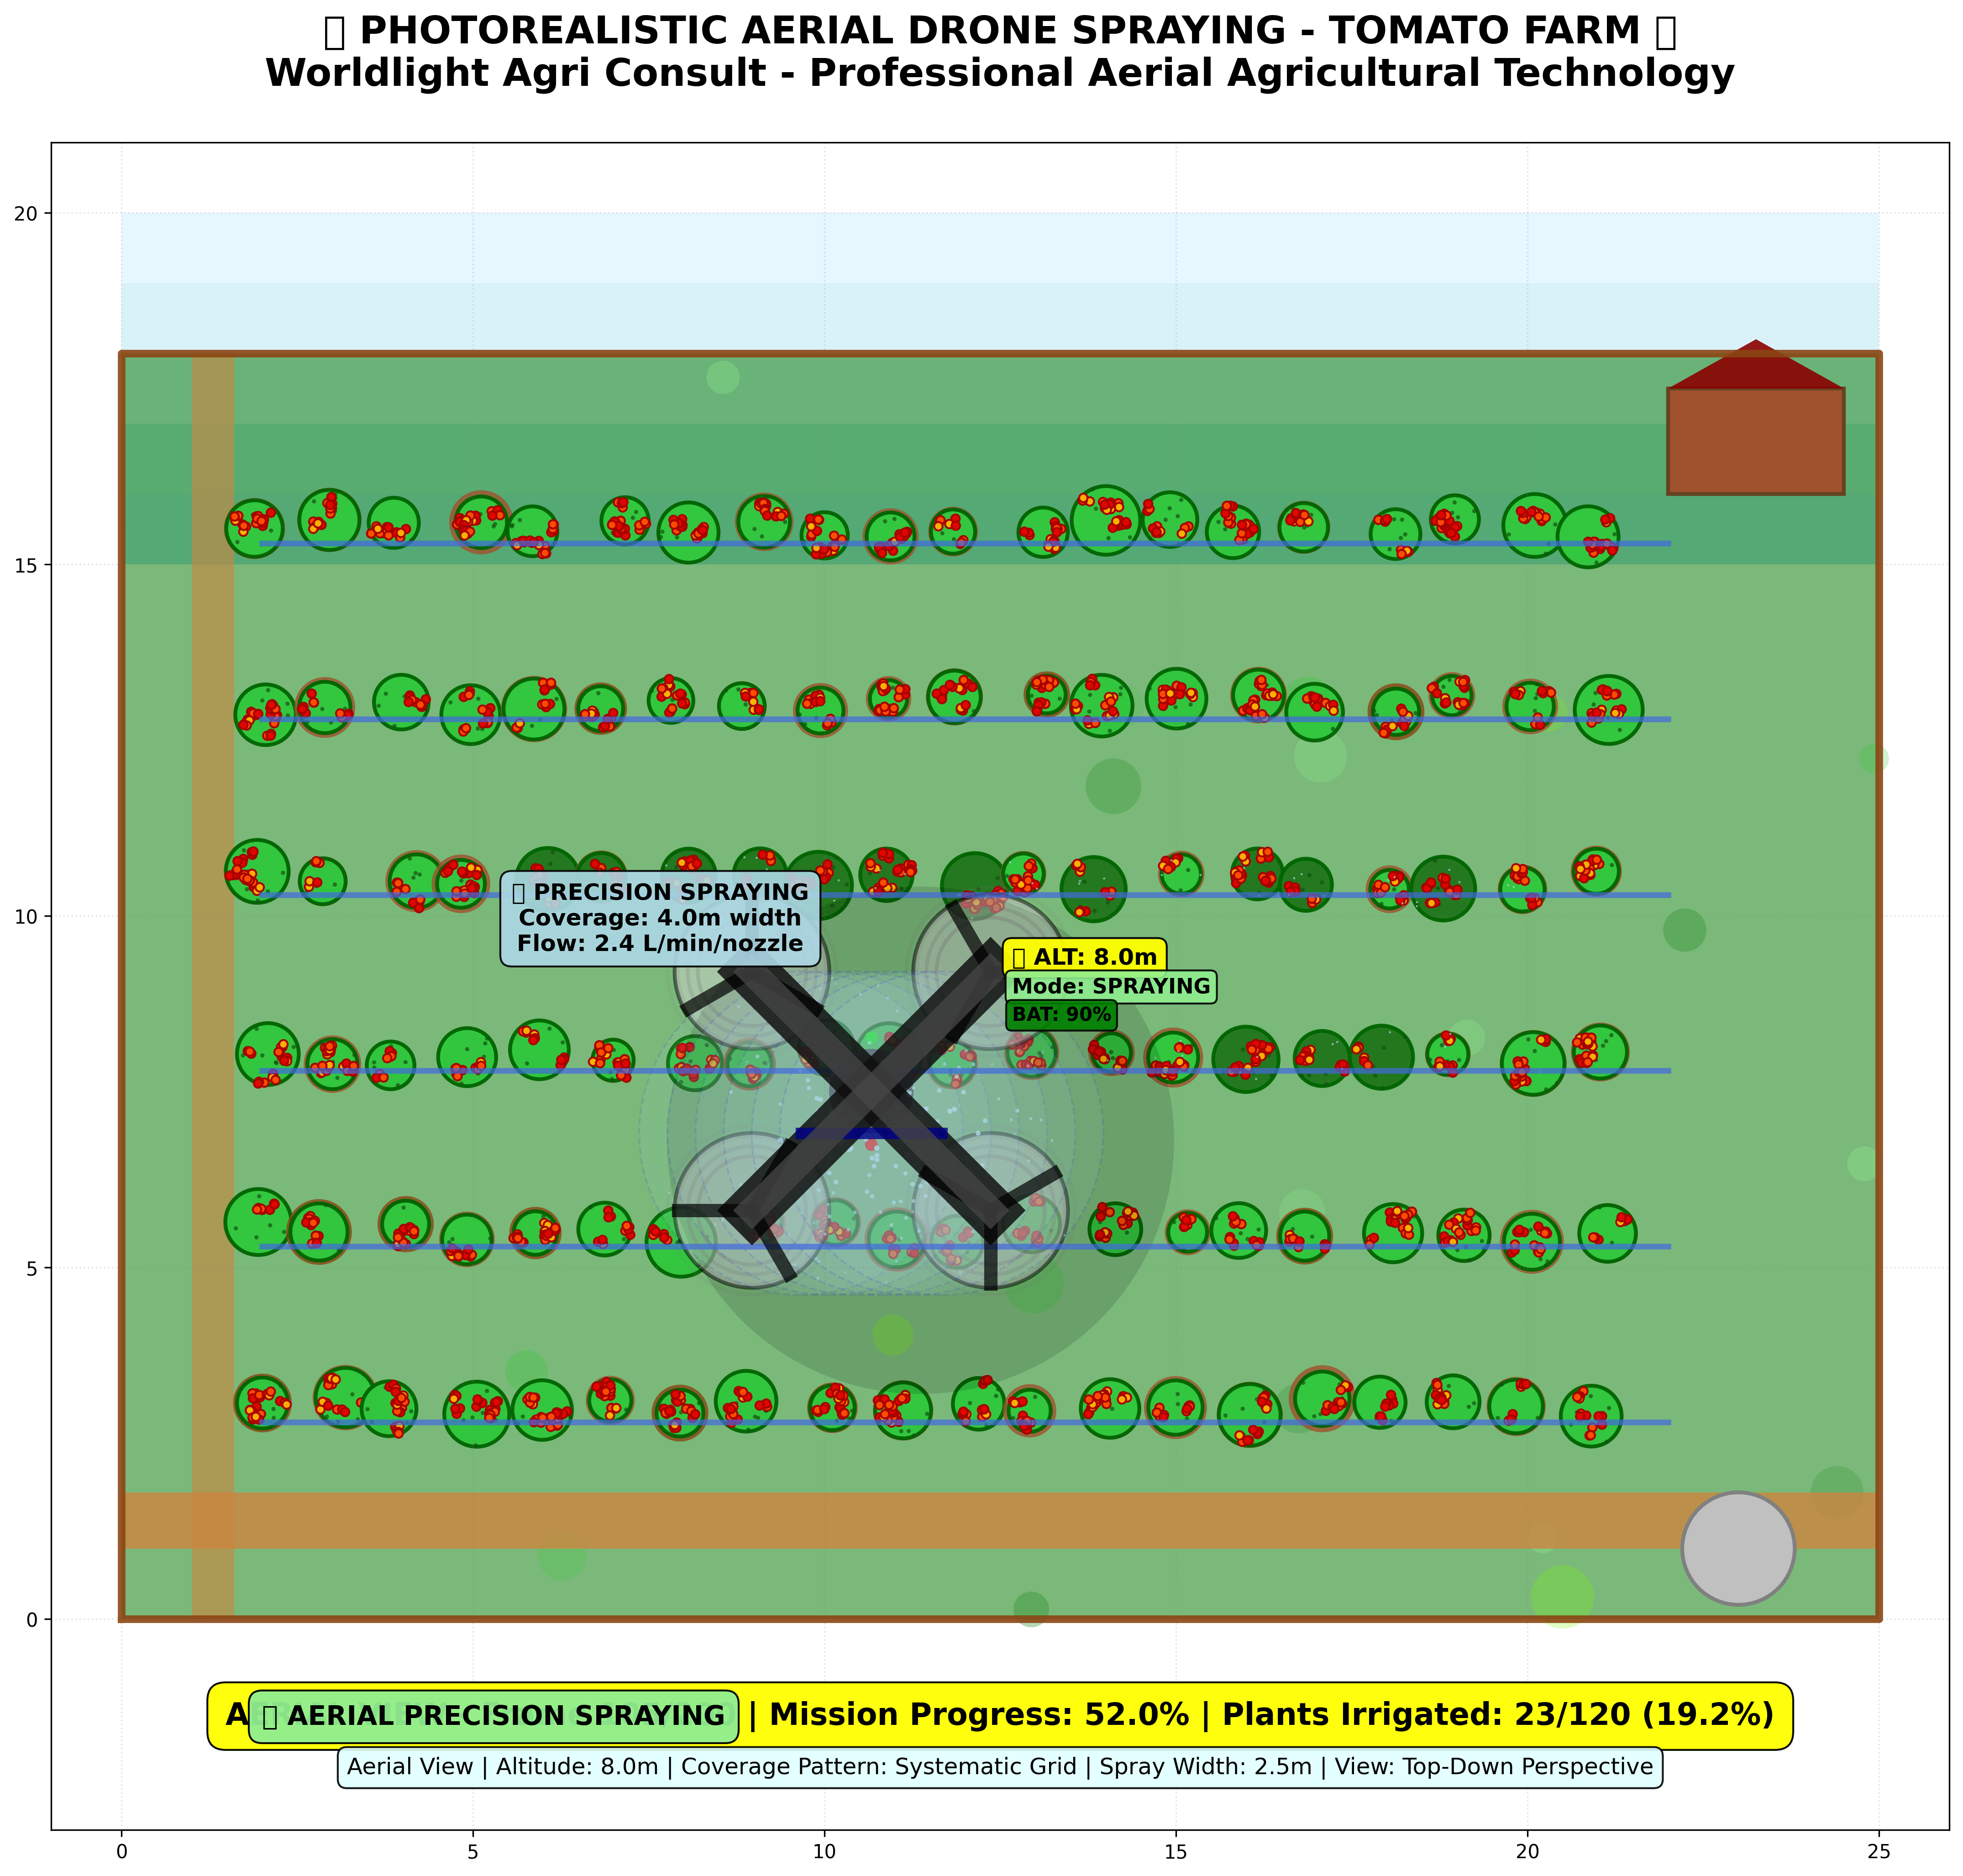 PHOTOREALISTIC AERIAL DRONE SPRAYING - TOMATO FARM
Worldlight Agri Consult - Professional Aerial Agricultural Technology
20
15
10
5
0
PRECISION SPRAYING
Coverage: 4.0m width
Flow: 2.4 L/min/nozzle
ALT: 8.0m
Mode: SPRAYING
BAT: 90%
AERIAL PRECISION SPRAYING | Mission Progress: 52.0% | Plants Irrigated: 23/120 (19.2%)
Aerial View | Altitude: 8.0m | Coverage Pattern: Systematic Grid | Spray Width: 2.5m | View: Top-Down Perspective
0 5 10 15 20 25